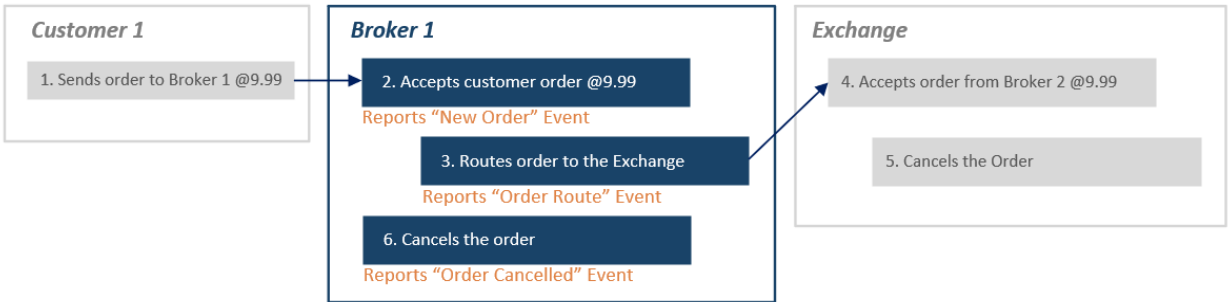 Customer 1
1. Sends order to Broker 1 @9.99
Broker 1
2. Accepts customer order @9.99
Reports “New Order” Event
3. Routes order to the Exchange
Reports “Order Route” Event
6. Cancels the order
Reports “Order Cancelled” Event
Exchange
4. Accepts order from Broker 2 @9.99
5. Cancels the Order